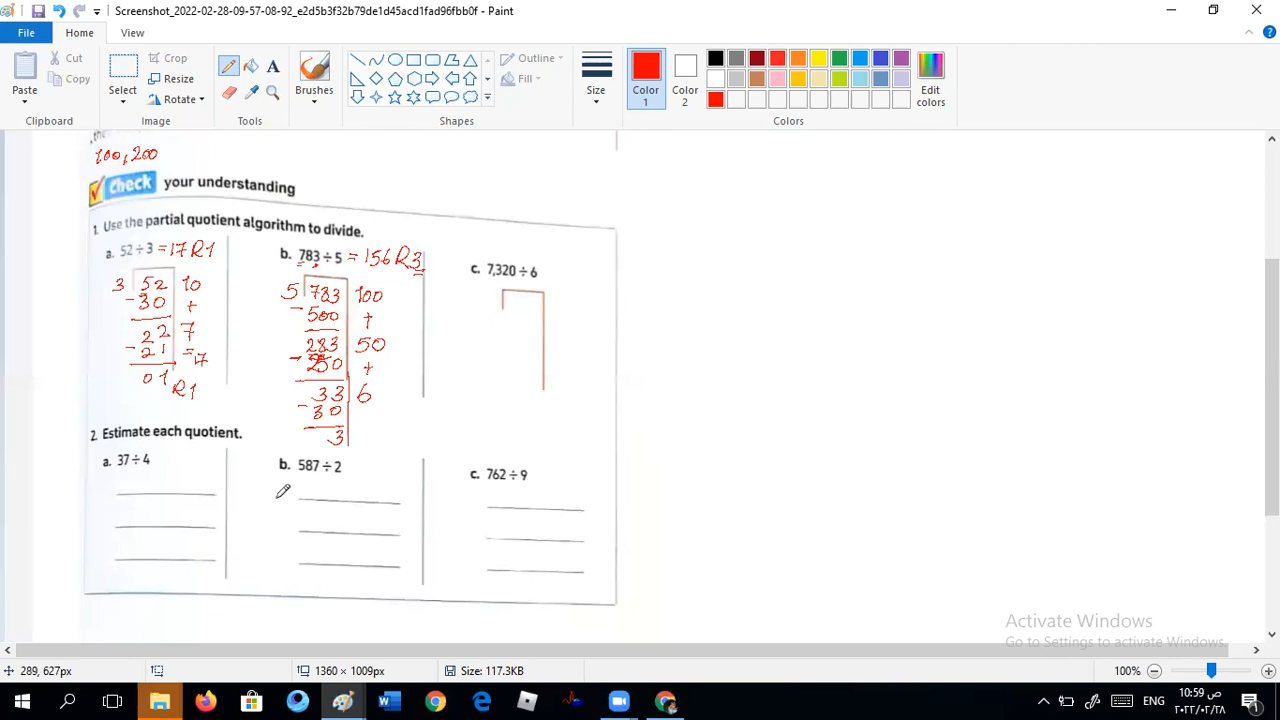 Screenshot_2022-02-28-09-57-08-92_e2d5b3f32b79de1d45acd1fad96fbb0f - Paint
File Home View
Paste Cut Copy
Clipboard
Select Crop Resize Rotate
Image
Tools
Brushes
Shapes
Outline Fill
Size
Color 1
Color 2
Edit colors
Colors
100,200
Check your understanding
1. Use the partial quotient algorithm to divide.
a. 52 ÷ 3 = 17 R1
3 52 10
- 30 +
22 7
- 21 = 17
01
R1
b. 783 ÷ 5 = 156 R3
5 783 100
- 500 +
283 50
- 250 +
33 6
- 30
3
c. 7,320 ÷ 6
2. Estimate each quotient.
a. 37 ÷ 4
b. 587 ÷ 2
c. 762 ÷ 9
Activate Windows
Go to Settings to activate Windows.
289, 627px
1360 × 1009px
Size: 117.3KB
100%
ENG
10:59 ص
٢٠٢٢/٠٢/٢٨